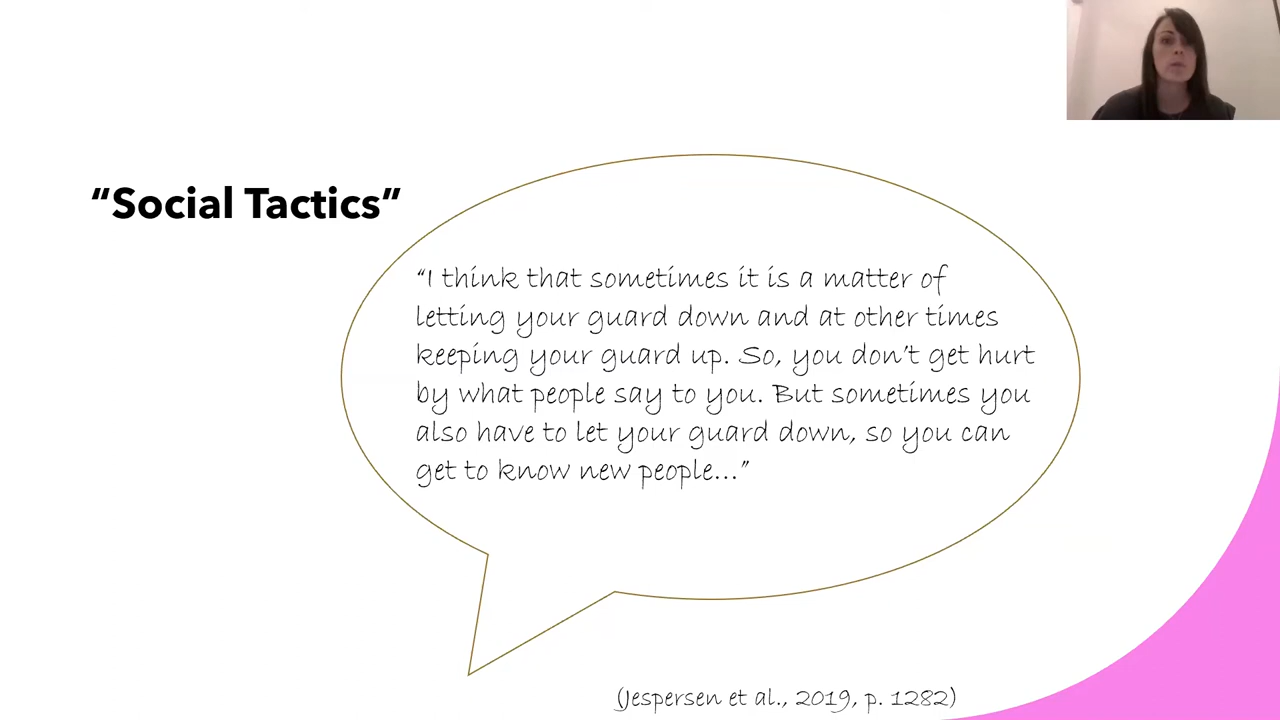 “Social Tactics”
“I think that sometimes it is a matter of
letting your guard down and at other times
keeping your guard up. So, you don’t get hurt
by what people say to you. But sometimes you
also have to let your guard down, so you can
get to know new people...”
(Jespersen et al., 2019, p. 1282)